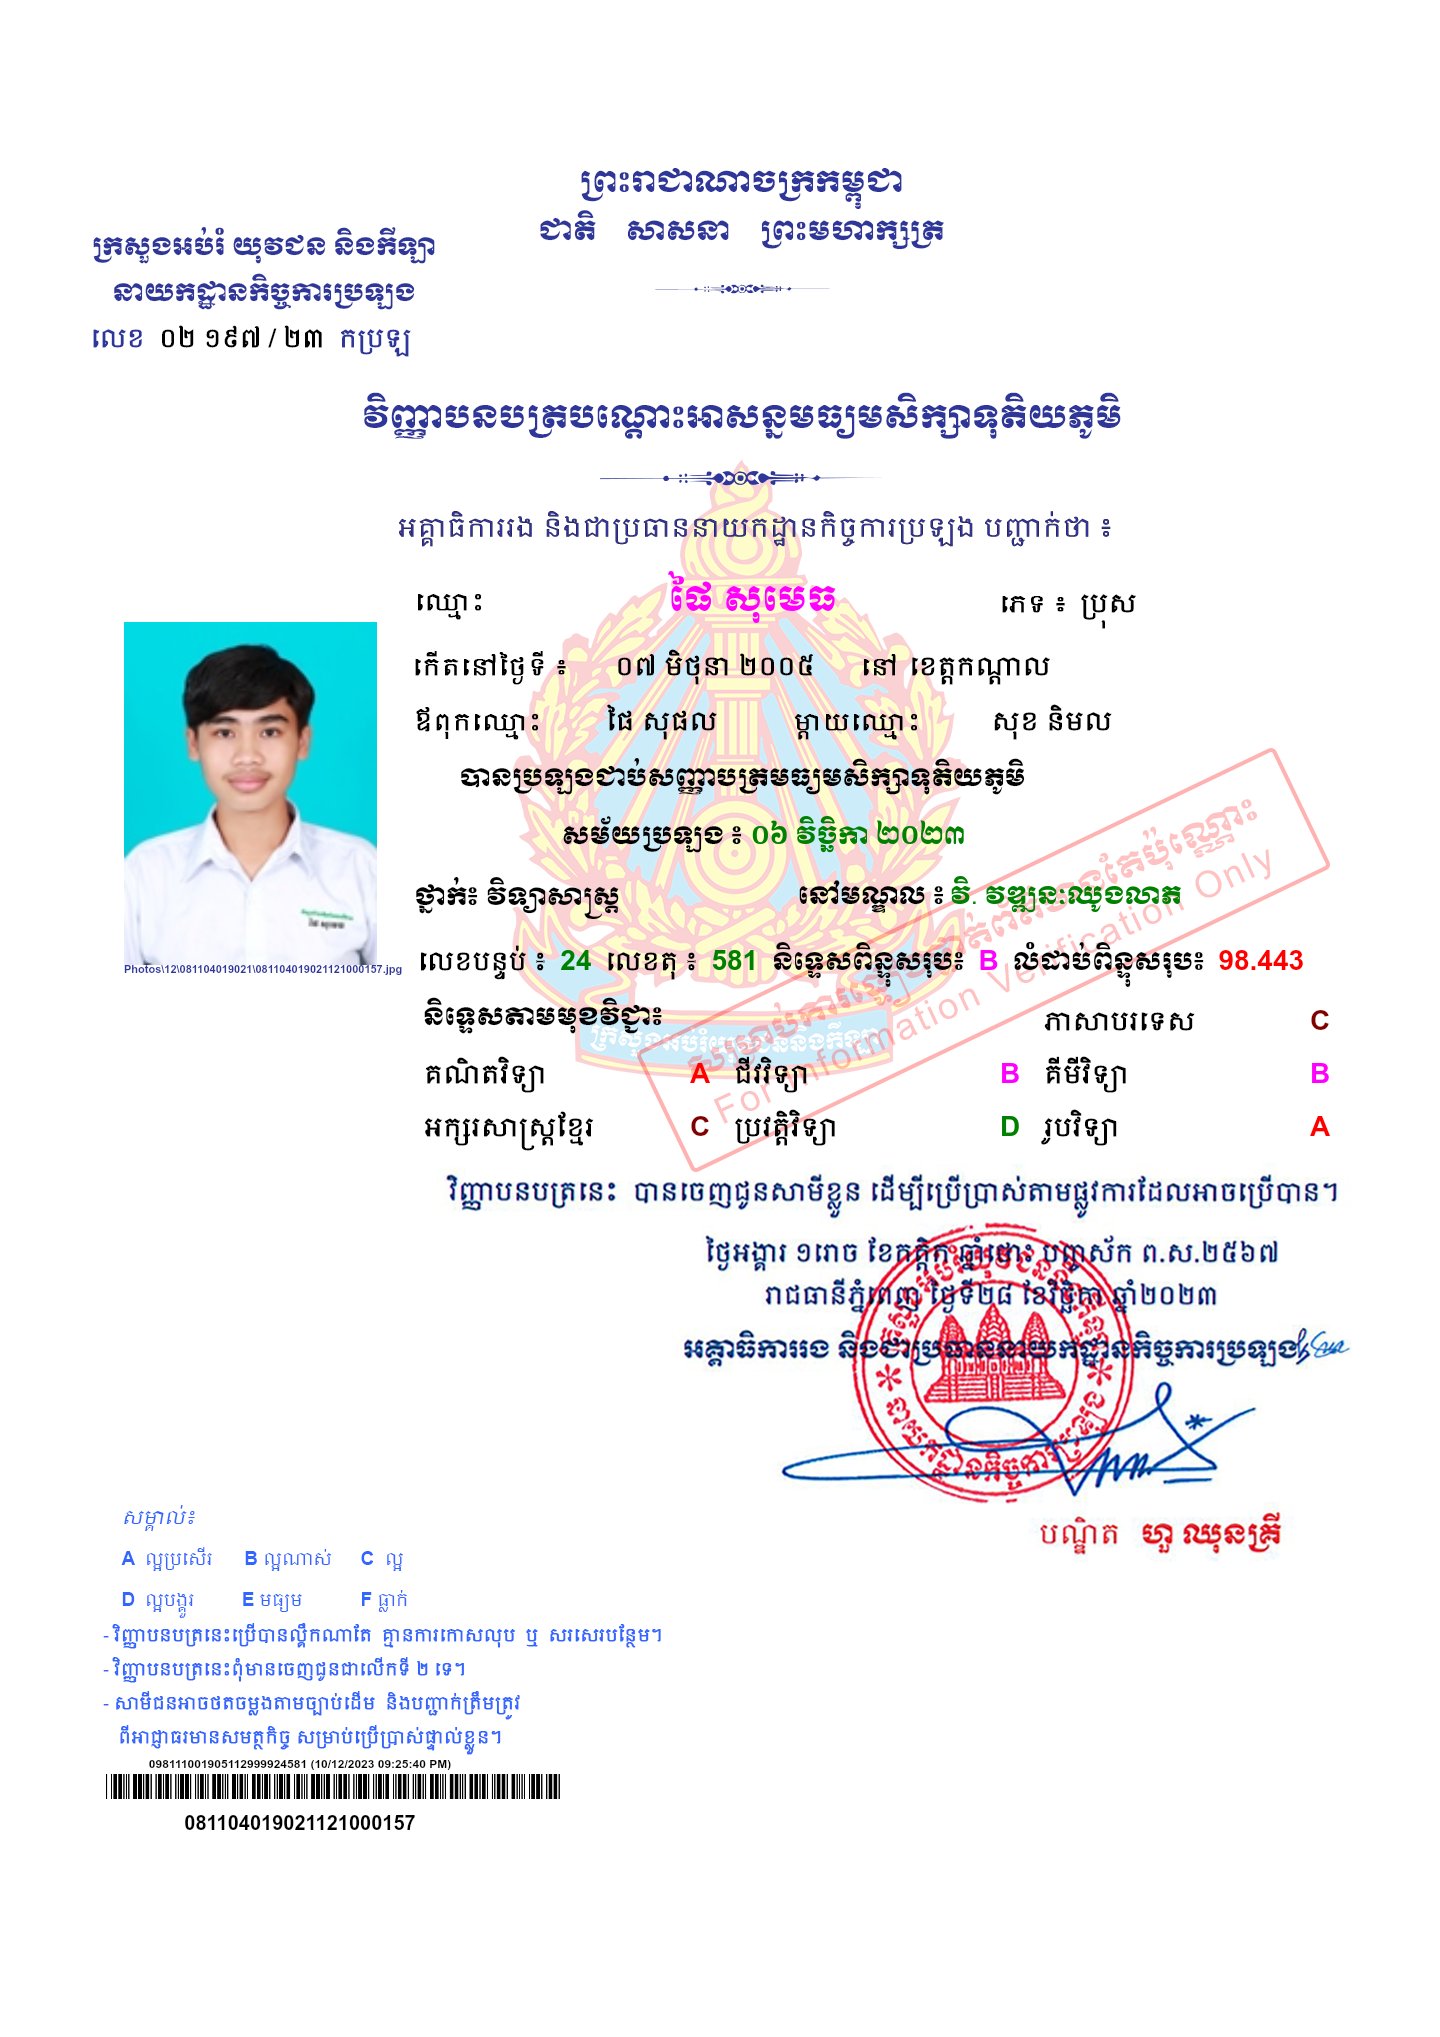 ព្រះរាជាណាចក្រកម្ពុជា
ជាតិ សាសនា ព្រះមហាក្សត្រ
ក្រសួងអប់រំ យុវជន និងកីឡា
នាយកដ្ឋានកិច្ចការប្រឡង
លេខ ០២ ១៩៧ / ២៣ កប្រឡ
វិញ្ញាបនបត្របណ្ដោះអាសន្នមធ្យមសិក្សាទុតិយភូមិ
អគ្គាធិការរង និងជាប្រធាននាយកដ្ឋានកិច្ចការប្រឡង បញ្ជាក់ថា ៖
ឈ្មោះ ផៃ សុមេធ ភេទ ៖ ប្រុស
កើតនៅថ្ងៃទី ៖ ០៧ មិថុនា ២០០៥ នៅ ខេត្តកណ្ដាល
ឪពុកឈ្មោះ ផៃ សុផល ម្ដាយឈ្មោះ សុខ និមល
បានប្រឡងជាប់សញ្ញាបត្រមធ្យមសិក្សាទុតិយភូមិ
សម័យប្រឡង ៖ ០៦ វិច្ឆិកា ២០២៣
ថ្នាក់៖ វិទ្យាសាស្ត្រ នៅមណ្ឌល ៖ វិ. វឌ្ឍនៈឈូងលាភ
Photos\12\081104019021\081104019021121000157.jpg
លេខបន្ទប់ ៖ 24 លេខតុ ៖ 581 និទ្ទេសពិន្ទុសរុប៖ B លំដាប់ពិន្ទុសរុប៖ 98.443
និទ្ទេសតាមមុខវិជ្ជា៖ ភាសាបរទេស C
គណិតវិទ្យា A ជីវវិទ្យា B គីមីវិទ្យា B
អក្សរសាស្ត្រខ្មែរ C ប្រវត្តិវិទ្យា D រូបវិទ្យា A
ក្រសួងអប់រំយុវជននិងកីឡា
For Information Verification Only
វិញ្ញាបនបត្រនេះ បានចេញជូនសាមីខ្លួន ដើម្បីប្រើប្រាស់តាមផ្លូវការដែលអាចប្រើបាន។
ថ្ងៃអង្គារ ១រោច ខែកត្តិក ឆ្នាំថោះ បញ្ចស័ក ព.ស.២៥៦៧
រាជធានីភ្នំពេញ ថ្ងៃទី២៨ ខែវិច្ឆិកា ឆ្នាំ២០២៣
អគ្គាធិការរង និងជាប្រធាននាយកដ្ឋានកិច្ចការប្រឡង
នាយកដ្ឋានកិច្ចការប្រឡង
បណ្ឌិត ហួ ឈុនគ្រី
សម្គាល់៖
A ល្អប្រសើរ B ល្អណាស់ C ល្អ
D ល្អបង្គួរ E មធ្យម F ធ្លាក់
- វិញ្ញាបនបត្រនេះប្រើបានល្គឹកណាតែ គ្មានការកោសលុប ឬ សរសេរបន្ថែម។
- វិញ្ញាបនបត្រនេះពុំមានចេញជូនជាលើកទី ២ ទេ។
- សាមីជនអាចថតចម្លងតាមច្បាប់ដើម និងបញ្ជាក់ត្រឹមត្រូវ
ពីអាជ្ញាធរមានសមត្ថកិច្ច សម្រាប់ប្រើប្រាស់ផ្ទាល់ខ្លួន។
098111001905112999924581 (10/12/2023 09:25:40 PM)
081104019021121000157